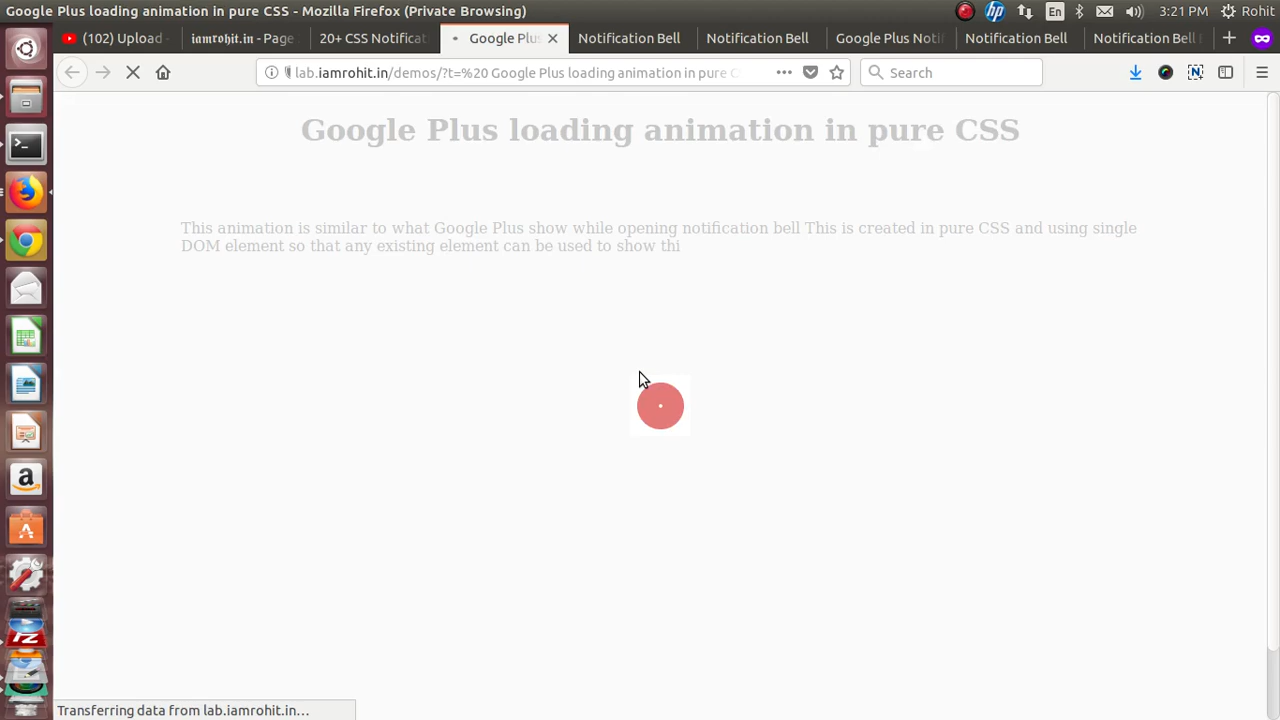 Google Plus loading animation in pure CSS - Mozilla Firefox (Private Browsing)
En
3:21 PM
Rohit
(102) Upload
iamrohit.in - Page
20+ CSS Notificat
Google Plus
Notification Bell
Notification Bell
Google Plus Notif
Notification Bell
Notification Bell
lab.iamrohit.in/demos/?t=%20 Google Plus loading animation in pure C
Search
Google Plus loading animation in pure CSS
This animation is similar to what Google Plus show while opening notification bell This is created in pure CSS and using single
DOM element so that any existing element can be used to show thi
Transferring data from lab.iamrohit.in…